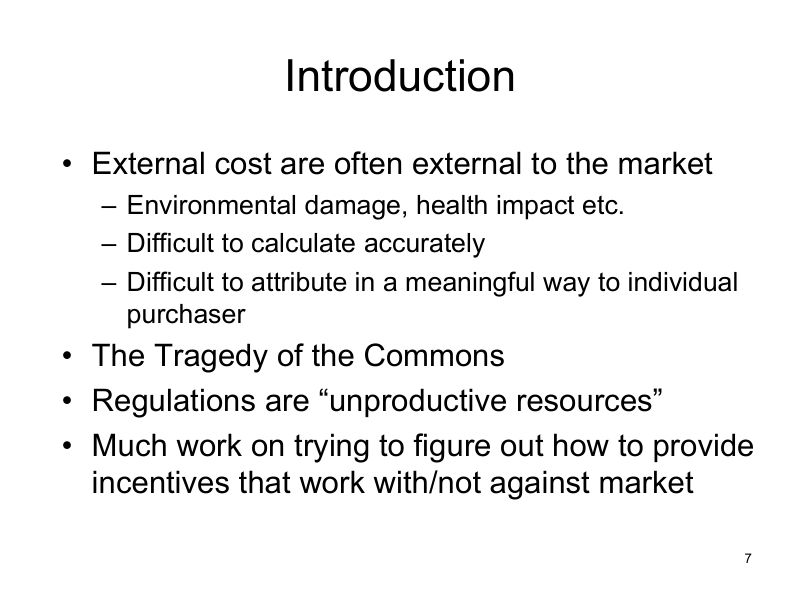 Introduction
• External cost are often external to the market
– Environmental damage, health impact etc.
– Difficult to calculate accurately
– Difficult to attribute in a meaningful way to individual
purchaser
• The Tragedy of the Commons
• Regulations are “unproductive resources”
• Much work on trying to figure out how to provide
incentives that work with/not against market
7